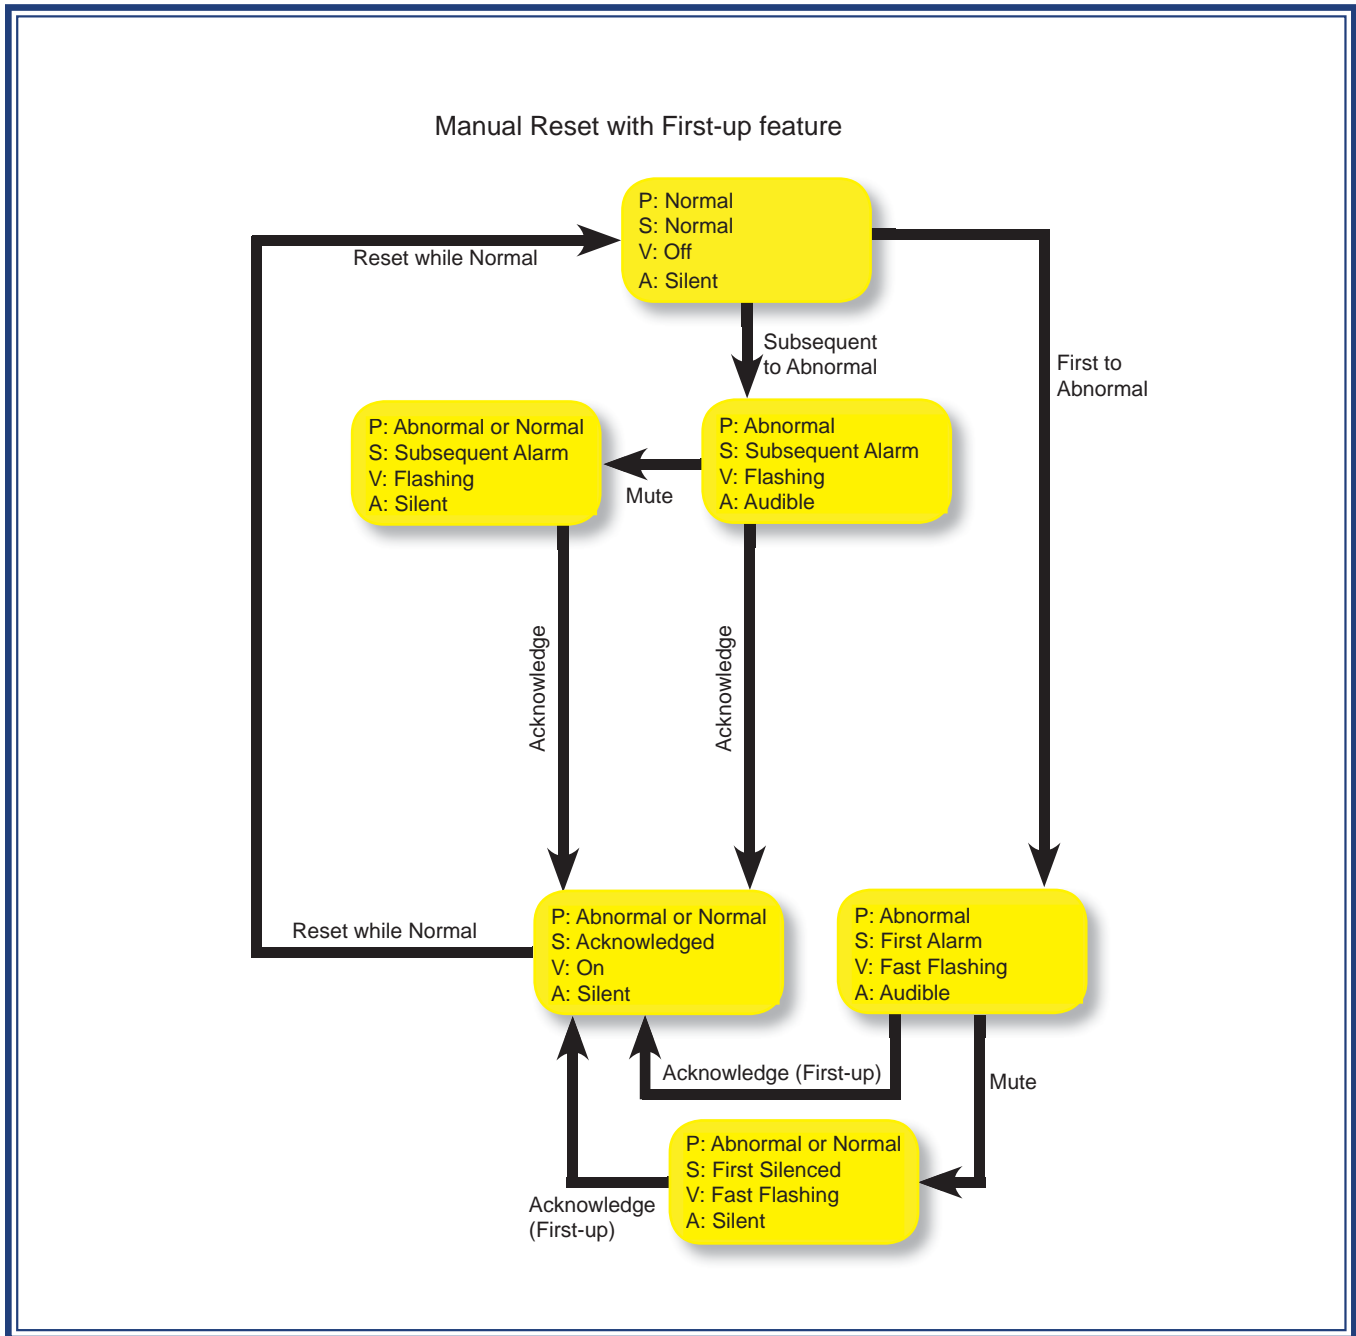 Manual Reset with First-up feature
P: Normal
S: Normal
V: Off
A: Silent
Reset while Normal
Subsequent
to Abnormal
First to
Abnormal
P: Abnormal or Normal
S: Subsequent Alarm
V: Flashing
A: Silent
Mute
P: Abnormal
S: Subsequent Alarm
V: Flashing
A: Audible
Acknowledge
Acknowledge
Reset while Normal
P: Abnormal or Normal
S: Acknowledged
V: On
A: Silent
P: Abnormal
S: First Alarm
V: Fast Flashing
A: Audible
Acknowledge (First-up)
Mute
P: Abnormal or Normal
S: First Silenced
V: Fast Flashing
A: Silent
Acknowledge
(First-up)